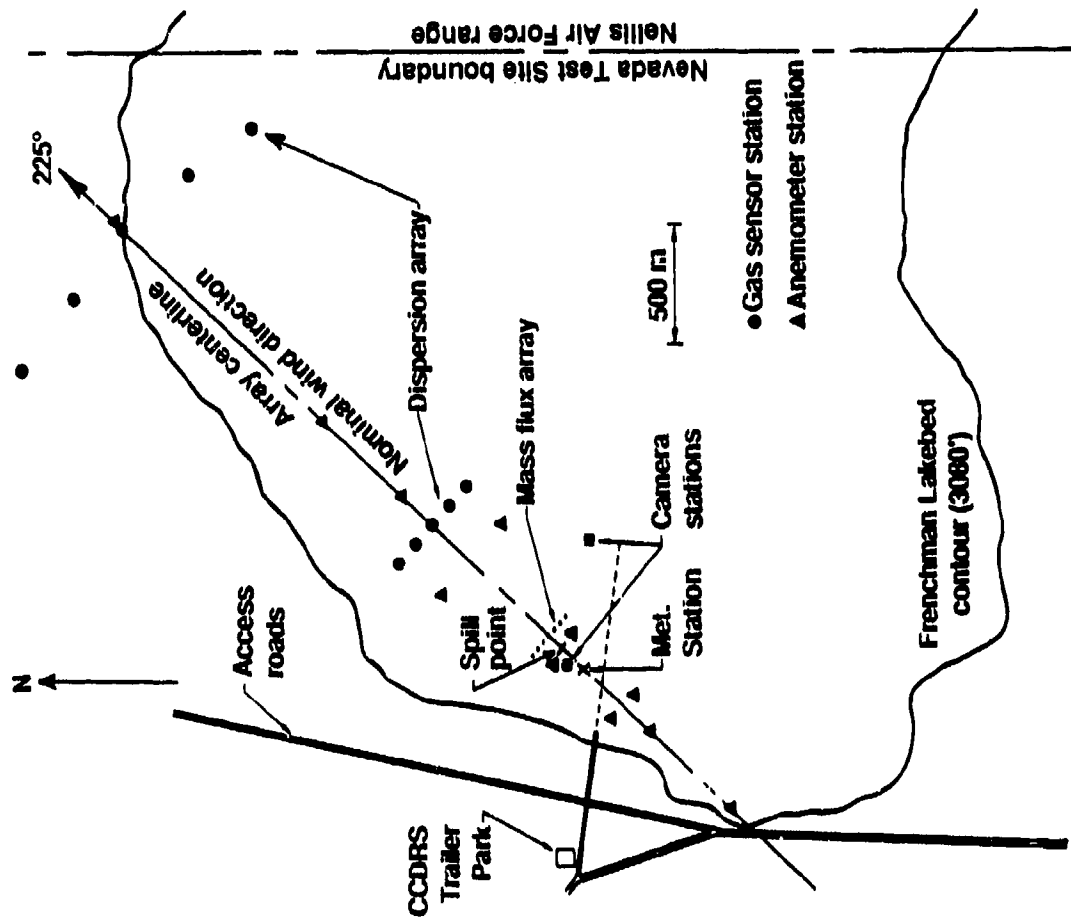 N
Access
roads
225°
Nevada Test Site boundary
Nellis Air Force range
Array centerline
Nominal wind direction
Dispersion array
Spill
point
Mass flux array
500 m
CCDRS
Trailer
Park
Met.
Station
Camera
stations
Gas sensor station
Anemometer station
Frenchman Lakebed
contour (3080')